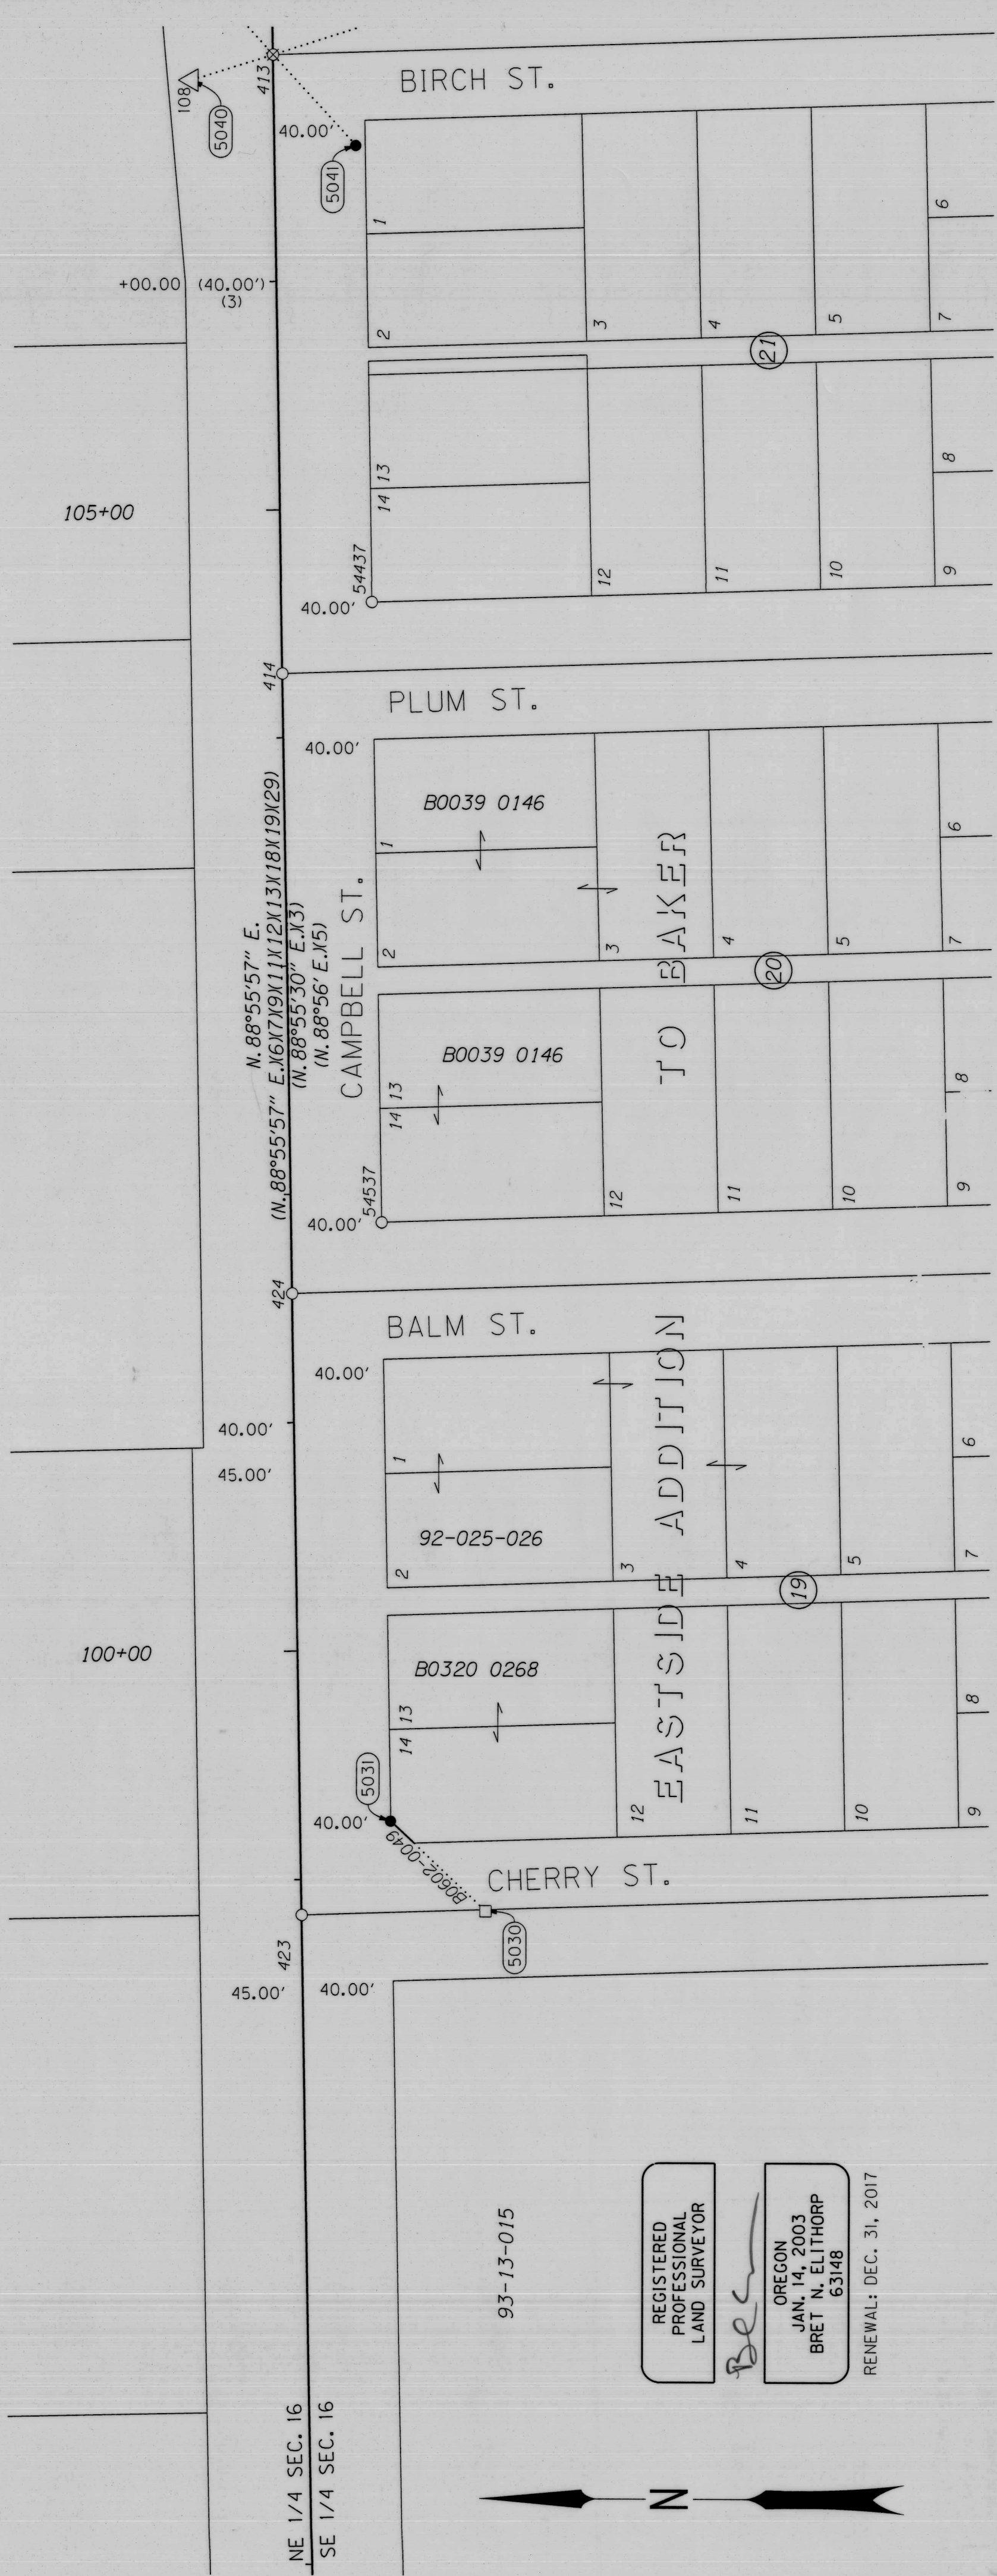 BIRCH ST.
413
108
5040
40.00'
5041
1
+00.00
(40.00')
(3)
2
3
4
5
6
7
21
105+00
14 13
8
54437
40.00'
12
11
10
9
414
PLUM ST.
40.00'
B0039 0146
1
2
3
4
5
6
7
20
N. 88°55'57" E.
(N. 88°55'57" E.)(6)(7)(9)(11)(12)(13)(18)(19)(29)
(N. 88°55'30" E.)(3)
(N. 88°56' E.)(5)
CAMPBELL ST.
B0039 0146
14 13
8
54537
40.00'
12
11
10
9
424
BALM ST.
40.00'
40.00'
45.00'
1
92-025-026
2
3
4
5
6
7
19
EASTSIDE ADDITION TO BAKER
100+00
B0320 0268
14 13
8
5031
40.00'
12
11
10
9
B0602-0049
CHERRY ST.
5030
423
45.00'
40.00'
93-13-015
NE 1/4 SEC. 16
SE 1/4 SEC. 16
REGISTERED
PROFESSIONAL
LAND SURVEYOR
OREGON
JAN. 14, 2003
BRET N. ELITHORP
63148
RENEWAL: DEC. 31, 2017
N